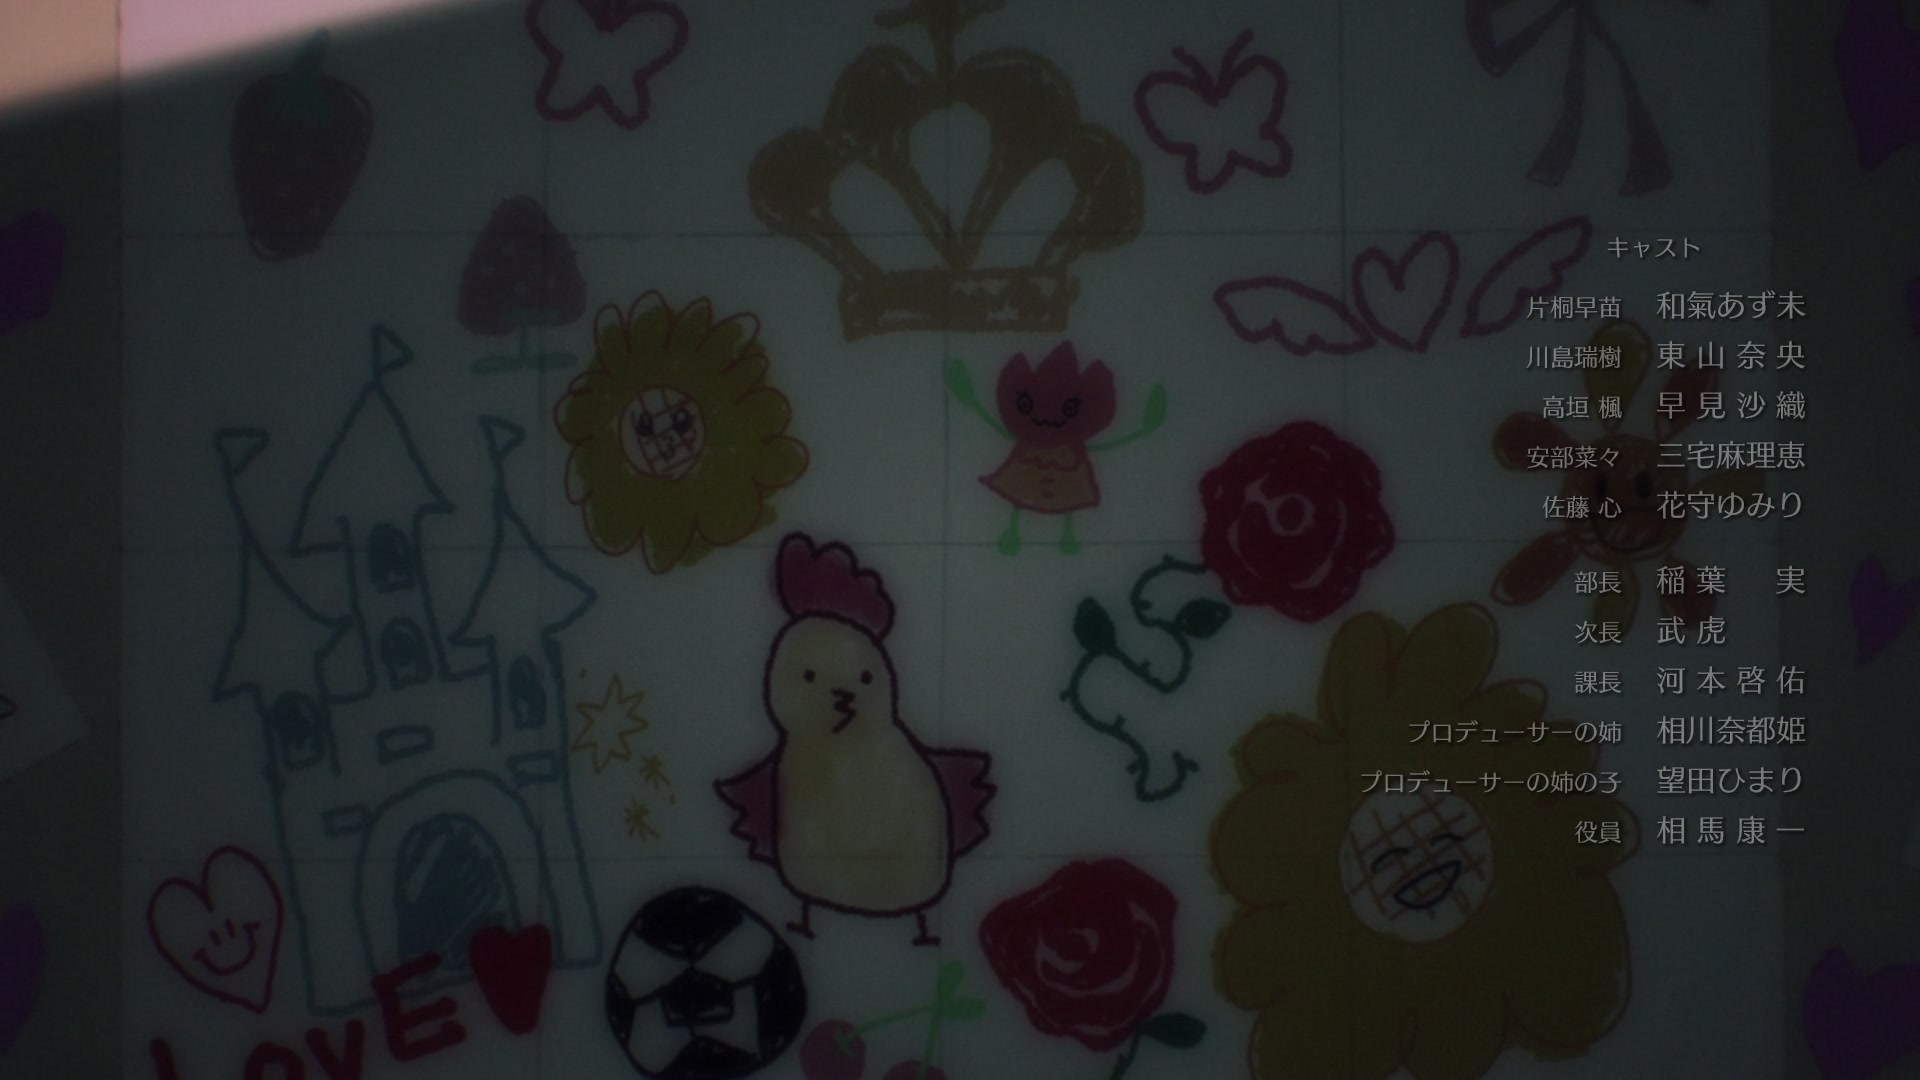 キャスト
片桐早苗 和氣あず未
川島瑞樹 東山奈央
高垣 楓 早見沙織
安部菜々 三宅麻理恵
佐藤 心 花守ゆみり
部長 稲葉 実
次長 武虎
課長 河本啓佑
プロデューサーの姉 相川奈都姫
プロデューサーの姉の子 望田ひまり
役員 相馬康一
LOVE